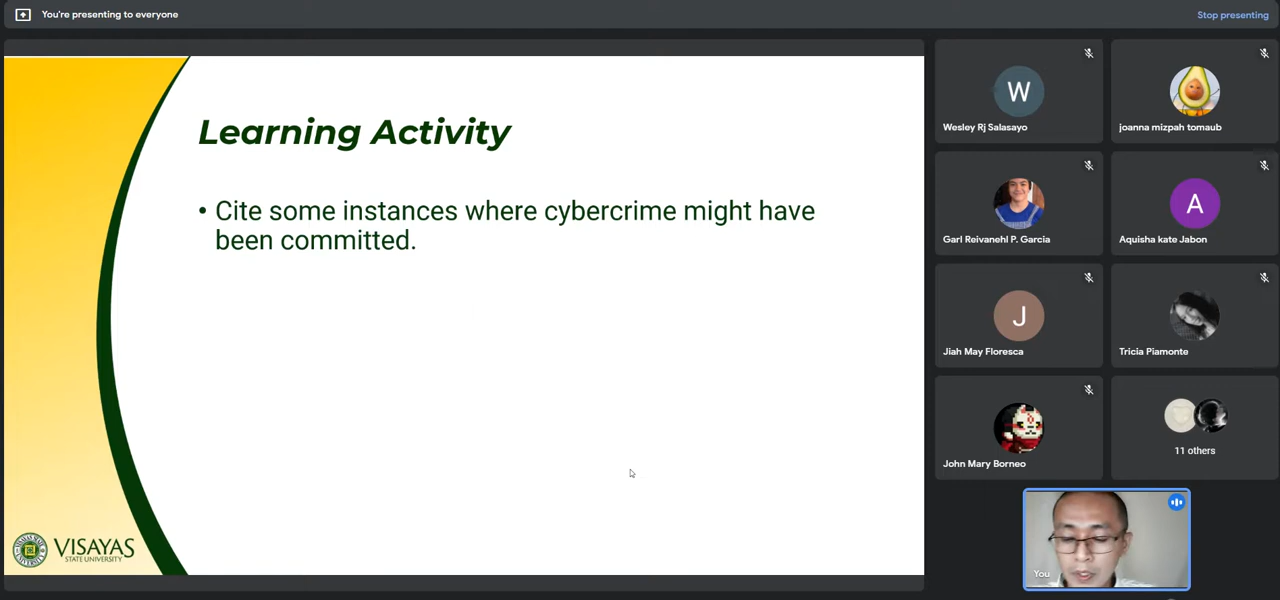 You're presenting to everyone
Stop presenting
Learning Activity
• Cite some instances where cybercrime might have
been committed.
VISAYAS
STATE UNIVERSITY
W
Wesley Rj Salasayo
joanna mizpah tomaub
Garl Reivanehl P. Garcia
A
Aquisha kate Jabon
J
Jiah May Floresca
Tricia Piamonte
John Mary Borneo
11 others
You